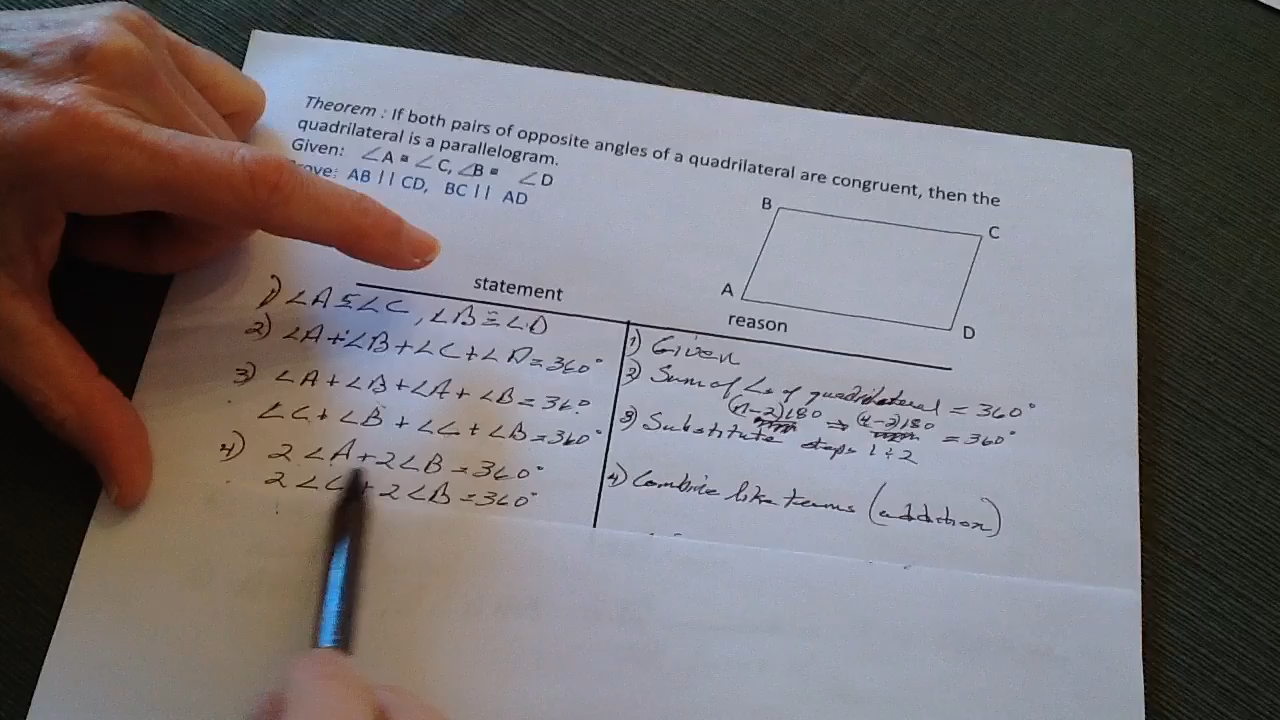 Theorem : If both pairs of opposite angles of a quadrilateral are congruent, then the
quadrilateral is a parallelogram.
Given: ∠A ≅ ∠C, ∠B ≅ ∠D
rove: AB || CD, BC || AD
B
C
A
D
statement
reason
1) ∠A ≅ ∠C, ∠B ≅ ∠D
1) Given
2) ∠A + ∠B + ∠C + ∠D = 360°
2) Sum of ∠s of quadrilateral = 360°
(n-2)180 ⇒ (4-2)180 = 360°
3) ∠A + ∠B + ∠A + ∠B = 360
∠C + ∠B + ∠C + ∠B = 360°
3) Substitute steps 1 + 2
4) 2∠A + 2∠B = 360°
2∠C + 2∠B = 360°
4) Combine like terms (addition)